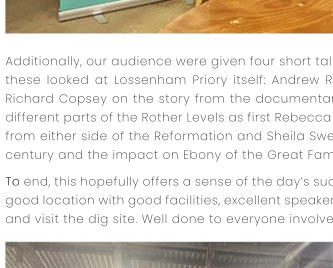 Additionally, our audience were given four short tal
these looked at Lossenham Priory itself: Andrew R
Richard Copsey on the story from the documentar
different parts of the Rother Levels as first Rebecca
from either side of the Reformation and Sheila Swe
century and the impact on Ebony of the Great Fam
To end, this hopefully offers a sense of the day's suc
good location with good facilities, excellent speaker
and visit the dig site. Well done to everyone involve